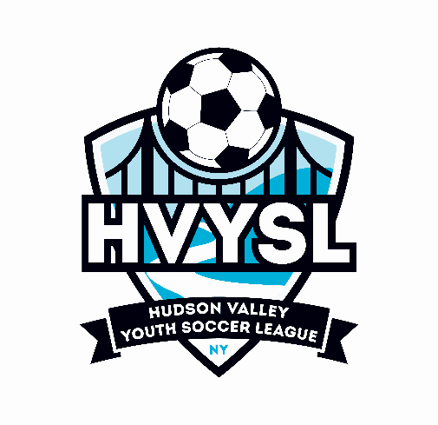 HVYSL
HUDSON VALLEY
YOUTH SOCCER LEAGUE
NY